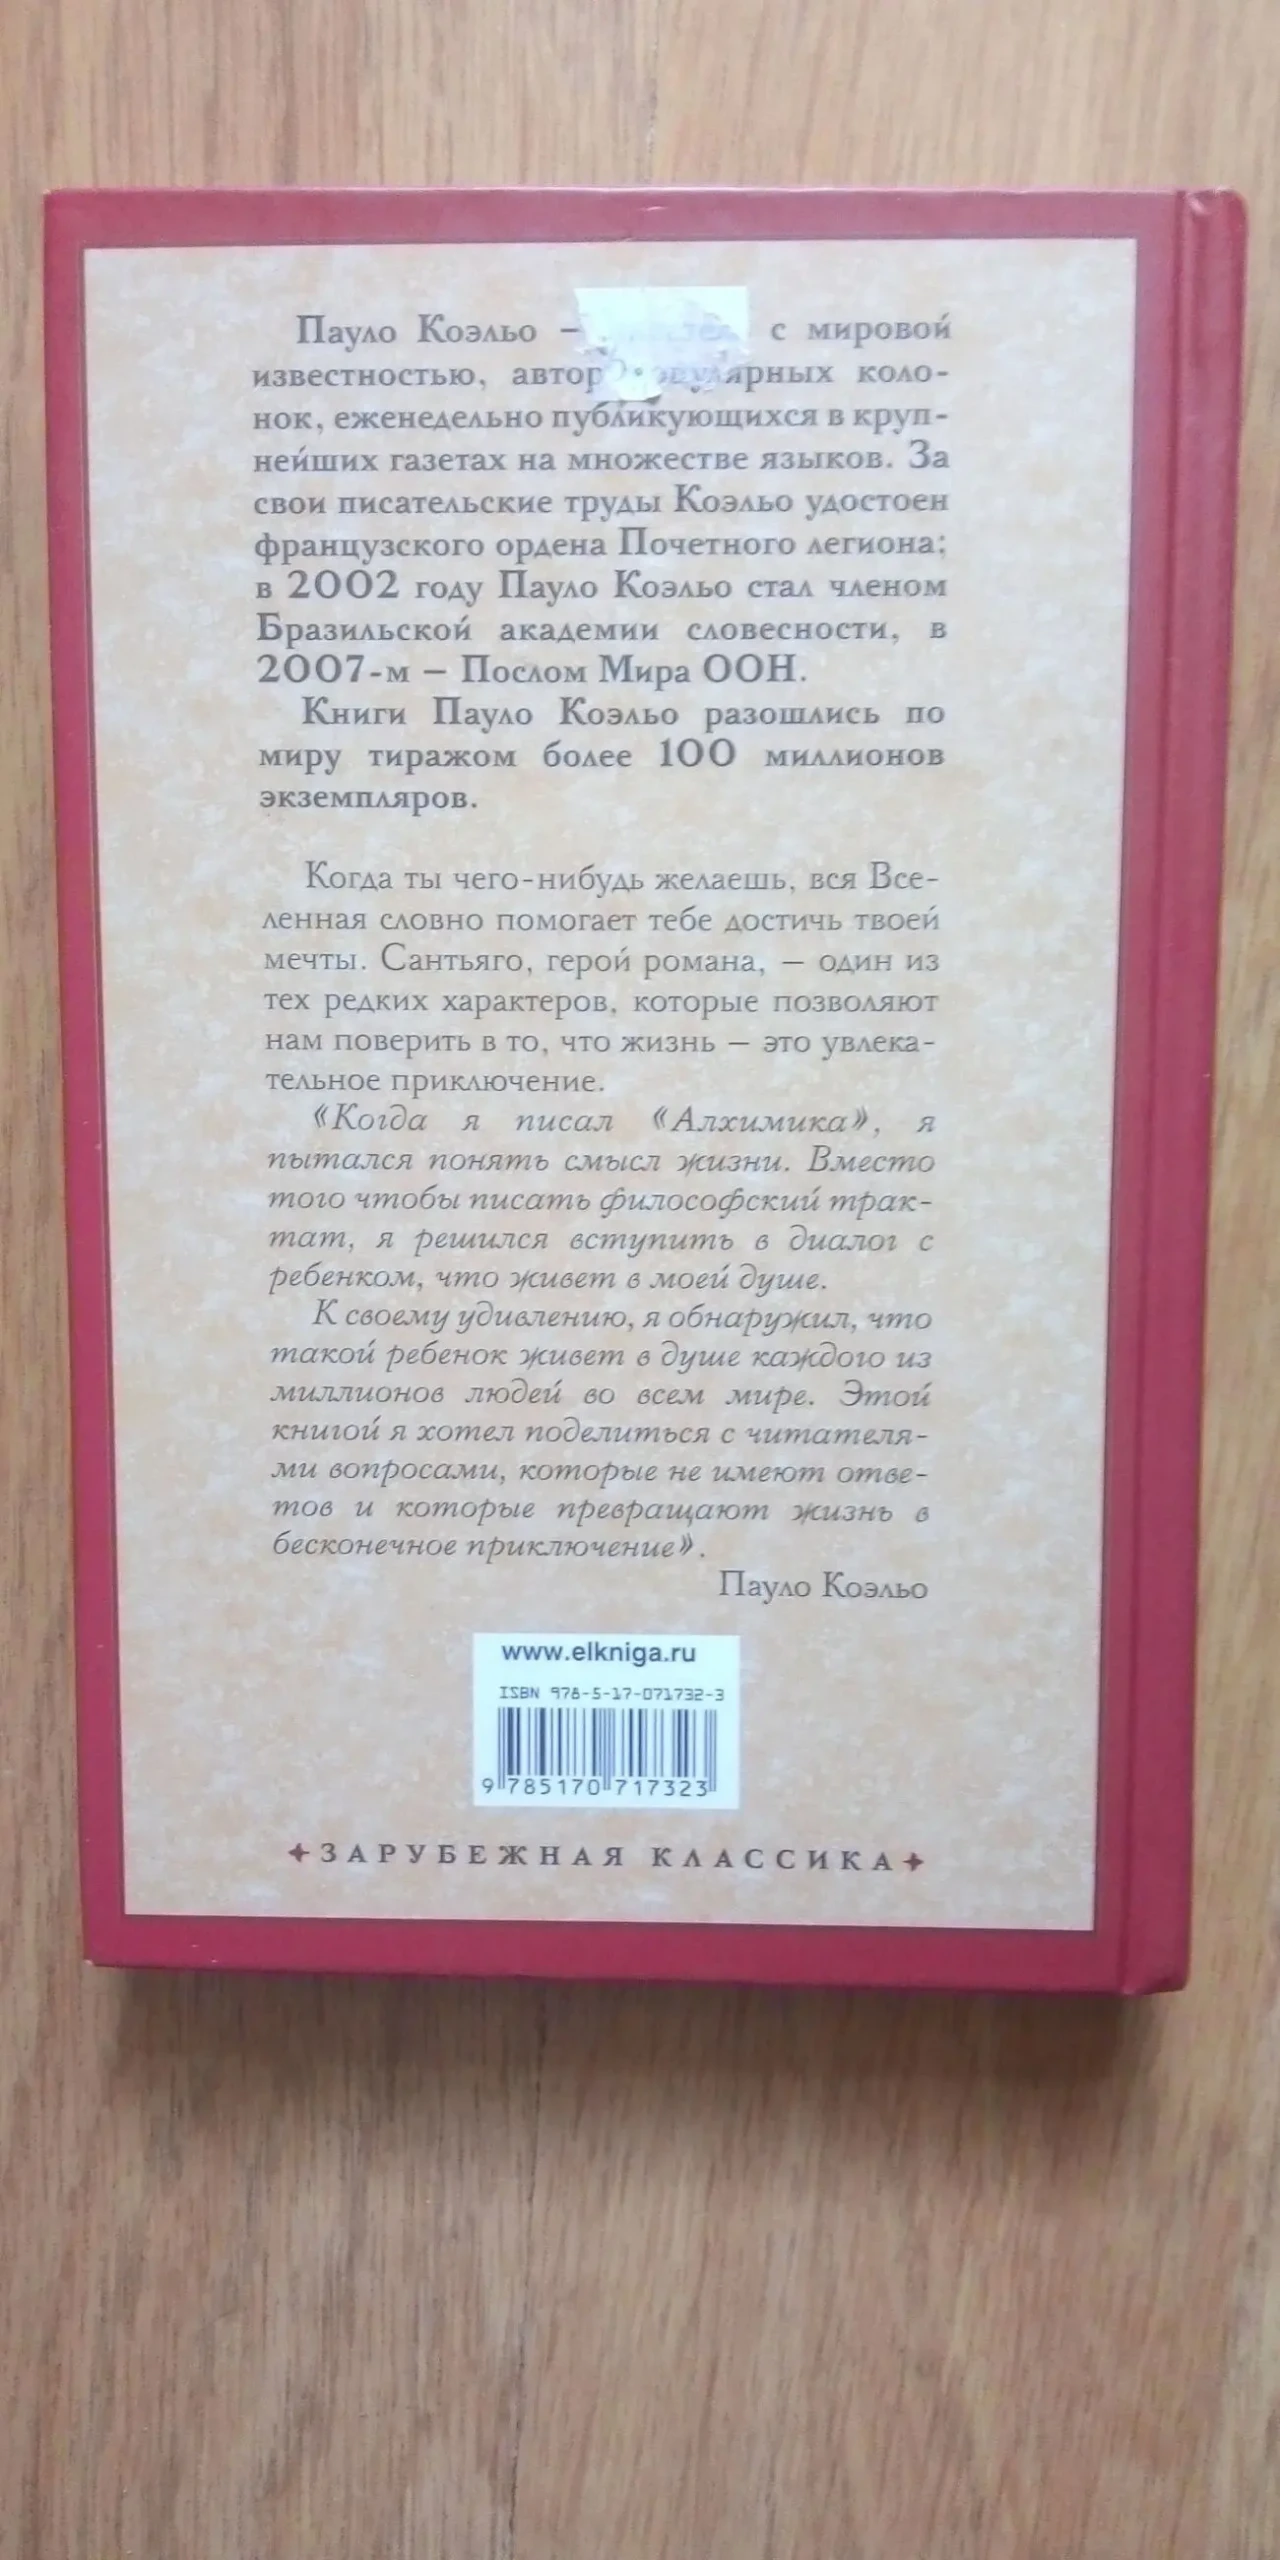 Пауло Коэльо – с мировой
известностью, автор популярных коло-
нок, еженедельно публикующихся в круп-
нейших газетах на множестве языков. За
свои писательские труды Коэльо удостоен
французского ордена Почетного легиона;
в 2002 году Пауло Коэльо стал членом
Бразильской академии словесности, в
2007-м – Послом Мира ООН.
Книги Пауло Коэльо разошлись по
миру тиражом более 100 миллионов
экземпляров.
Когда ты чего-нибудь желаешь, вся Все-
ленная словно помогает тебе достичь твоей
мечты. Сантьяго, герой романа, – один из
тех редких характеров, которые позволяют
нам поверить в то, что жизнь – это увлека-
тельное приключение.
«Когда я писал «Алхимика», я
пытался понять смысл жизни. Вместо
того чтобы писать философский трак-
тат, я решился вступить в диалог с
ребенком, что живет в моей душе.
К своему удивлению, я обнаружил, что
такой ребенок живет в душе каждого из
миллионов людей во всем мире. Этой
книгой я хотел поделиться с читателя-
ми вопросами, которые не имеют отве-
тов и которые превращают жизнь в
бесконечное приключение».
Пауло Коэльо
www.elkniga.ru
ISBN 978-5-17-071732-3
9 785170 717323
ЗАРУБЕЖНАЯ КЛАССИКА